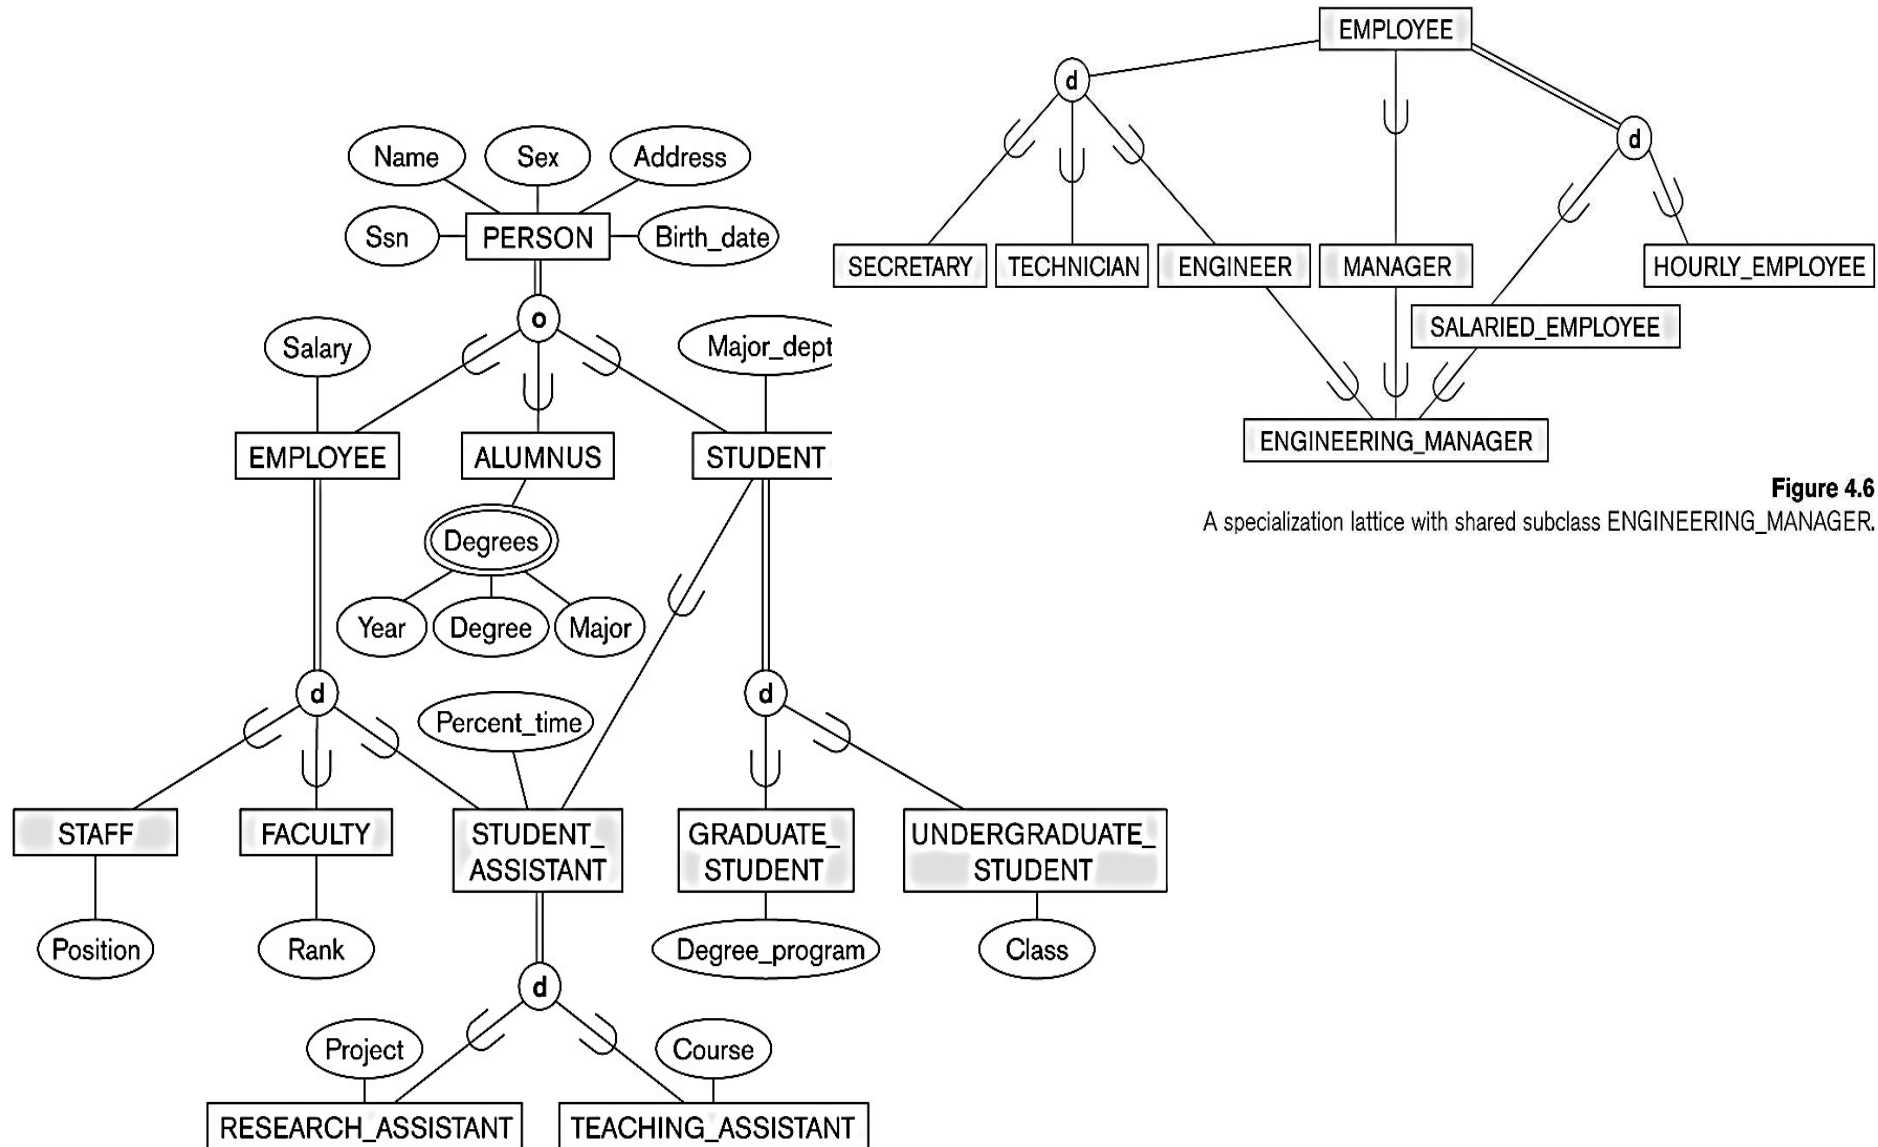 EMPLOYEE
d
d
SECRETARY
TECHNICIAN
ENGINEER
MANAGER
HOURLY_EMPLOYEE
SALARIED_EMPLOYEE
ENGINEERING_MANAGER
Figure 4.6
A specialization lattice with shared subclass ENGINEERING_MANAGER.
Name
Sex
Address
Ssn
PERSON
Birth_date
o
Salary
Major_dept
EMPLOYEE
ALUMNUS
STUDENT
Degrees
Year
Degree
Major
d
d
Percent_time
STAFF
FACULTY
STUDENT_
ASSISTANT
GRADUATE_
STUDENT
UNDERGRADUATE_
STUDENT
Position
Rank
Degree_program
Class
d
Project
Course
RESEARCH_ASSISTANT
TEACHING_ASSISTANT